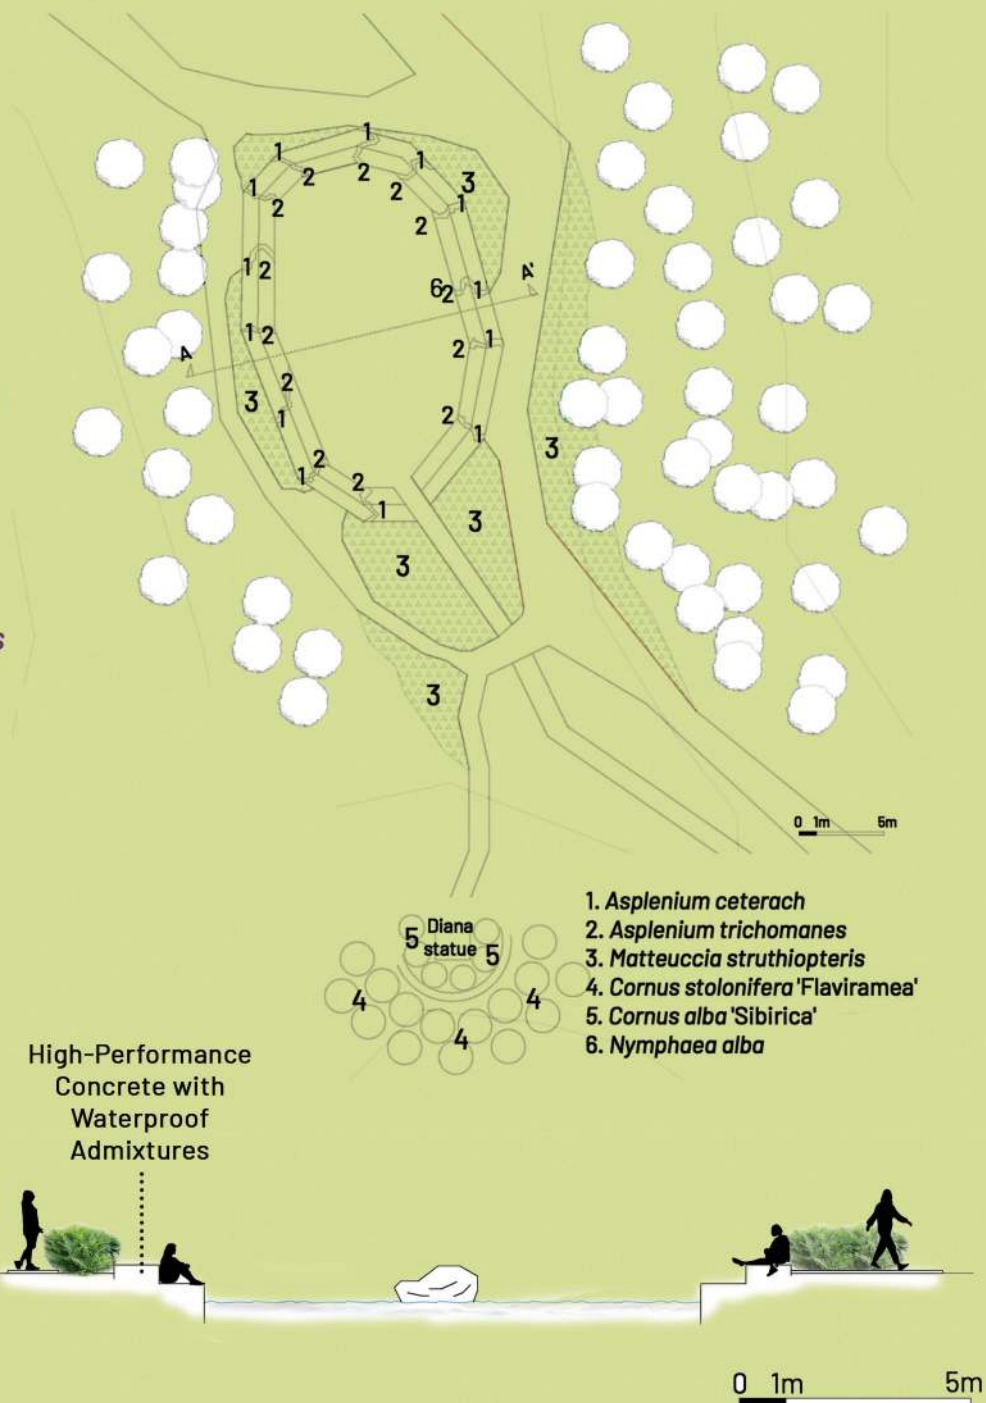 1
1
1
2
2
2
3
1
2
1
2
2
1
2
6
2
1
A'
1
2
1
2
2
A
2
3
1
2
1
3
2
1
2
1
2
1
3
3
3
s
0 1m 5m
Diana
statue
5
5
4
4
4
1. Asplenium ceterach
2. Asplenium trichomanes
3. Matteuccia struthiopteris
4. Cornus stolonifera 'Flaviramea'
5. Cornus alba 'Sibirica'
6. Nymphaea alba
High-Performance
Concrete with
Waterproof
Admixtures
0 1m 5m